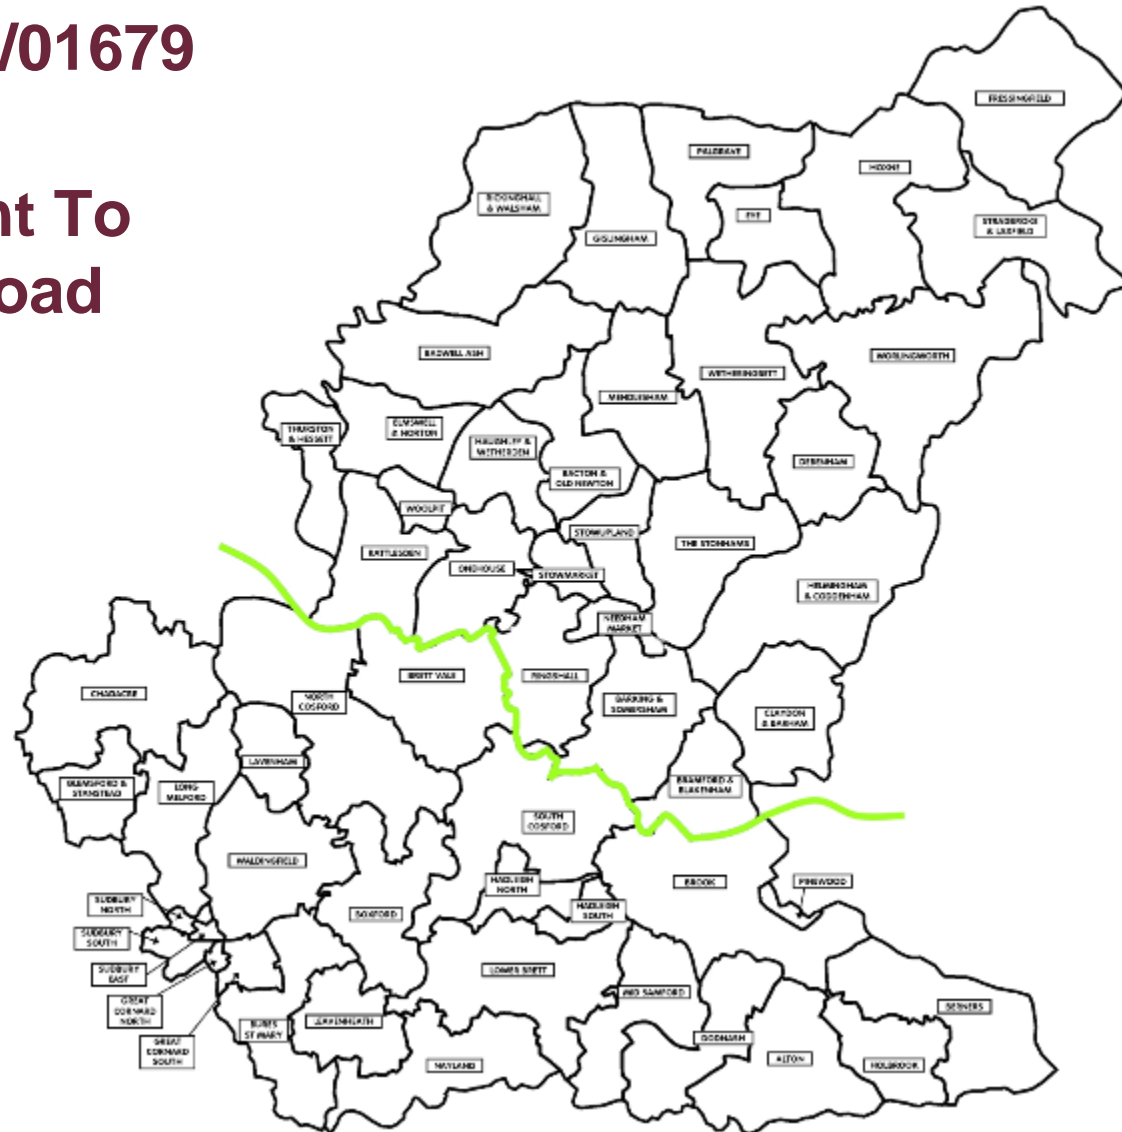 /01679
nt To
oad
FRESSINGFIELD
PALGRAVE
HOXNE
RICKINGHALL
& WALSHAM
EYE
STRADBROKE
& LAXFIELD
GISLINGHAM
BADWELL ASH
WORLINGWORTH
WETHERINGSETT
MENDLESHAM
THURSTON
& HESSETT
ELMSWELL
& NORTON
HAUGHLEY &
WETHERDEN
DEBENHAM
BACTON &
OLD NEWTON
WOOLPIT
STOWUPLAND
THE STONHAMS
RATTLESDEN
ONEHOUSE
STOWMARKET
HELMINGHAM
& CODDENHAM
NEEDHAM
MARKET
BRETT VALE
RINGSHALL
CHADACRE
NORTH
COSFORD
BARKING &
SOMERSHAM
CLAYDON
& BARHAM
LAVENHAM
GLEMSFORD &
STANSTEAD
LONG
MELFORD
BRAMFORD &
BLAKENHAM
SOUTH
COSFORD
WALDINGFIELD
HADLEIGH
NORTH
BROOK
PINEWOOD
SUDBURY
NORTH
BOXFORD
HADLEIGH
SOUTH
SUDBURY
SOUTH
SUDBURY
EAST
LOWER BRETT
MID SAMFORD
GREAT
CORNARD
NORTH
GANGES
BURES
ST MARY
LEAVENHEATH
GREAT
CORNARD
SOUTH
DODNASH
ALTON
NAYLAND
HOLBROOK